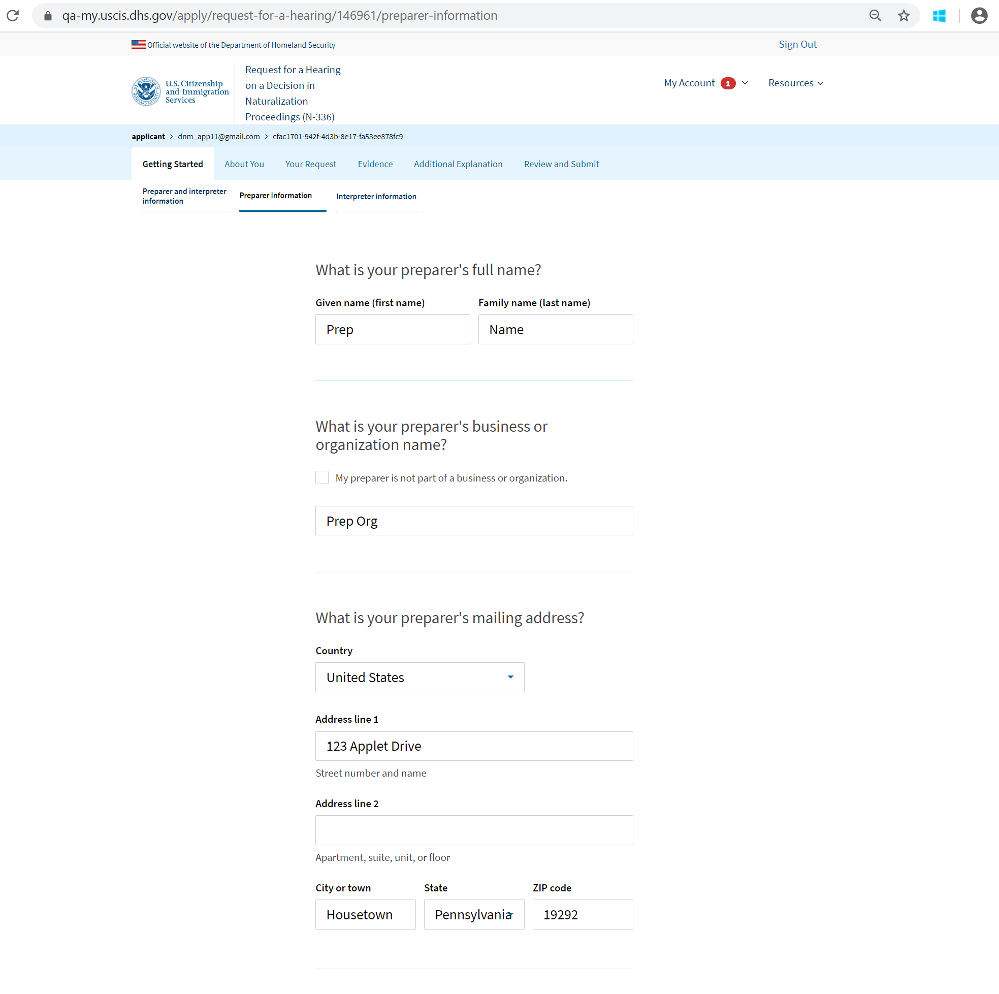 qa-my.uscis.dhs.gov/apply/request-for-a-hearing/146961/preparer-information
Official website of the Department of Homeland Security
Sign Out
U.S. Citizenship
and Immigration
Services
Request for a Hearing
on a Decision in
Naturalization
Proceedings (N-336)
My Account 1
Resources
applicant > dnm_app11@gmail.com > cfac1701-942f-4d3b-8e17-fa53ee878fc9
Getting Started About You Your Request Evidence Additional Explanation Review and Submit
Preparer and interpreter
information
Preparer information
Interpreter information
What is your preparer's full name?
Given name (first name) Family name (last name)
Prep Name
What is your preparer's business or
organization name?
My preparer is not part of a business or organization.
Prep Org
What is your preparer's mailing address?
Country
United States
Address line 1
123 Applet Drive
Street number and name
Address line 2
Apartment, suite, unit, or floor
City or town State ZIP code
Housetown Pennsylvania 19292